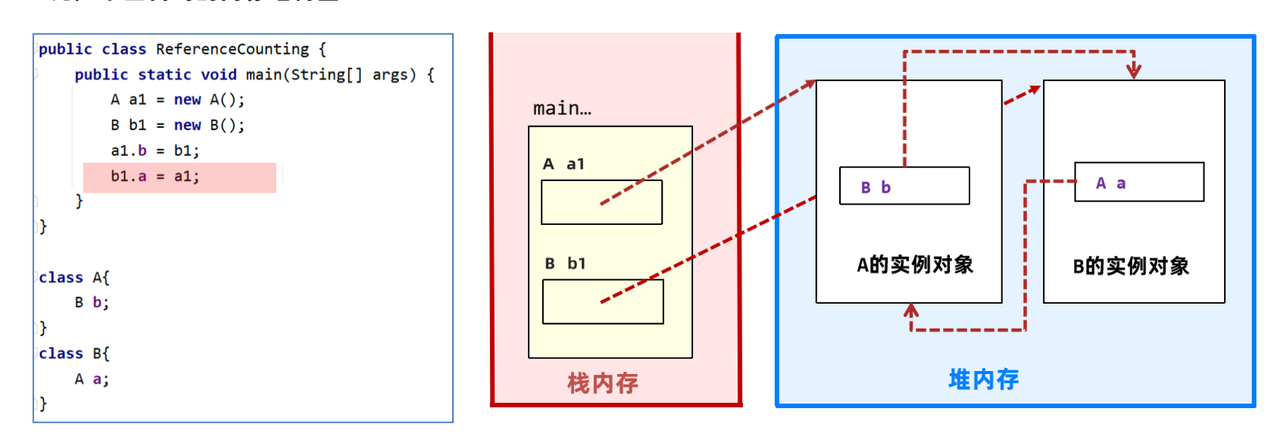 public class ReferenceCounting {
public static void main(String[] args) {
A a1 = new A();
B b1 = new B();
a1.b = b1;
b1.a = a1;
}
}
class A{
B b;
}
class B{
A a;
}
main…
A a1
B b1
栈内存
B b
A的实例对象
A a
B的实例对象
堆内存